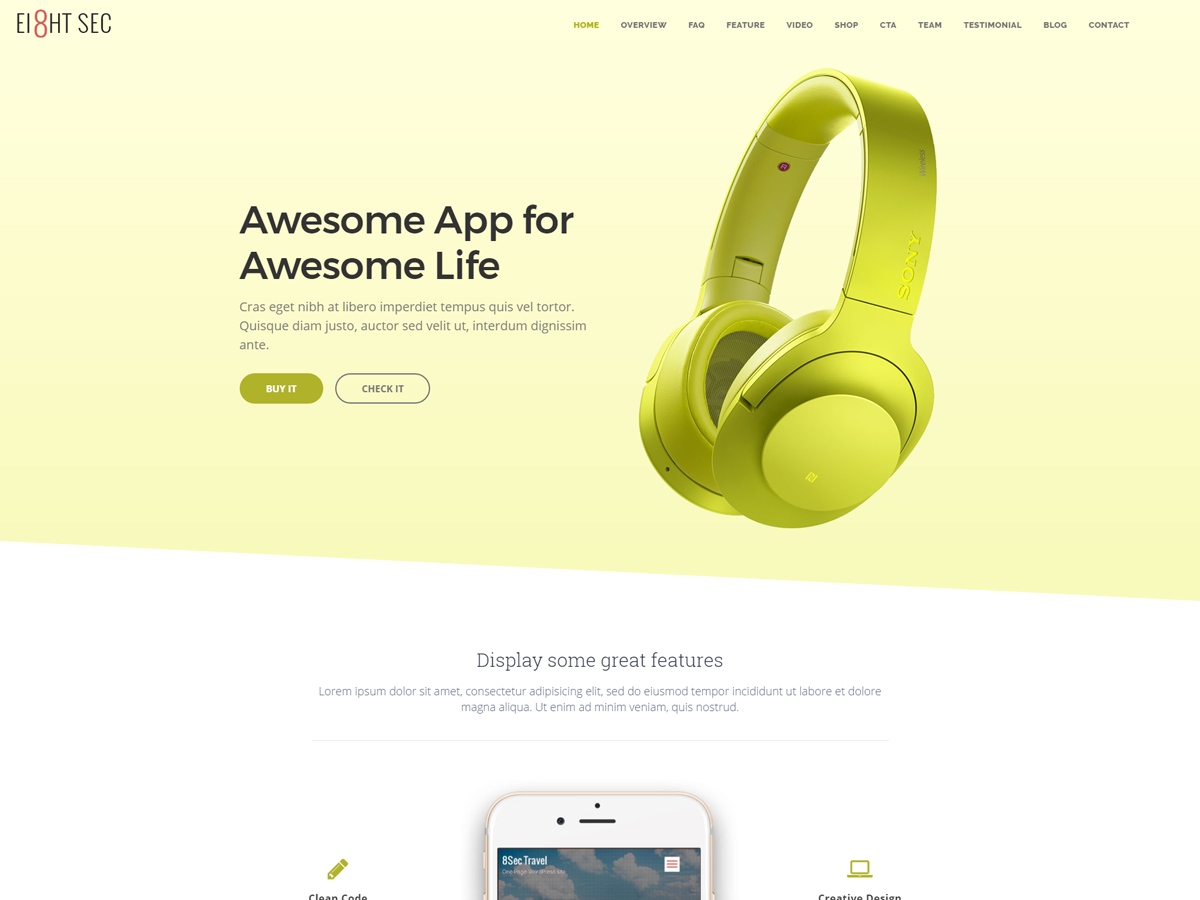 EI8HT SEC
HOME OVERVIEW FAQ FEATURE VIDEO SHOP CTA TEAM TESTIMONIAL BLOG CONTACT
Awesome App for
Awesome Life
Cras eget nibh at libero imperdiet tempus quis vel tortor.
Quisque diam justo, auctor sed velit ut, interdum dignissim
ante.
BUY IT CHECK IT
R
SONY
Display some great features
Lorem ipsum dolor sit amet, consectetur adipisicing elit, sed do eiusmod tempor incididunt ut labore et dolore
magna aliqua. Ut enim ad minim veniam, quis nostrud.
8Sec Travel
One Page WordPress site
Clean Code
Creative Design